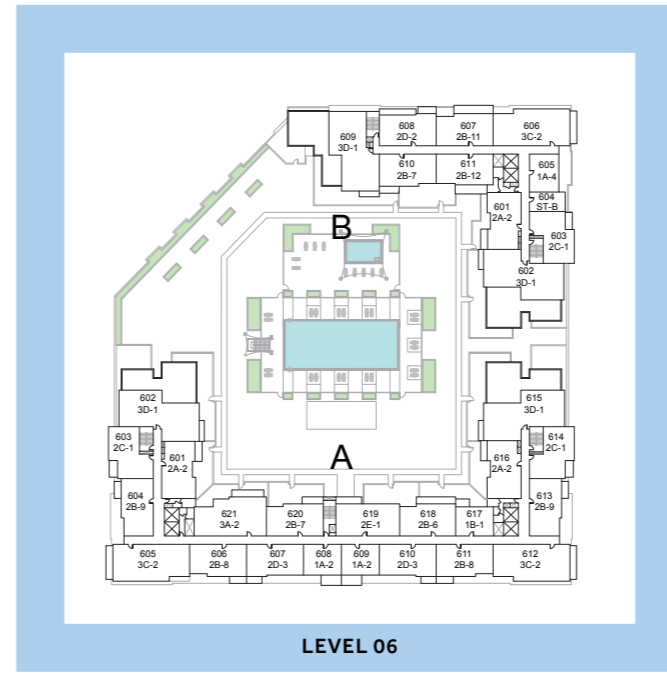 608
2D-2
607
2B-11
606
3C-2
609
3D-1
610
2B-7
611
2B-12
605
1A-4
604
ST-B
601
2A-2
603
2C-1
602
3D-1
B
A
602
3D-1
603
2C-1
601
2A-2
604
2B-9
615
3D-1
614
2C-1
616
2A-2
613
2B-9
621
3A-2
620
2B-7
619
2E-1
618
2B-6
617
1B-1
605
3C-2
606
2B-8
607
2D-3
608
1A-2
609
1A-2
610
2D-3
611
2B-8
612
3C-2
LEVEL 06